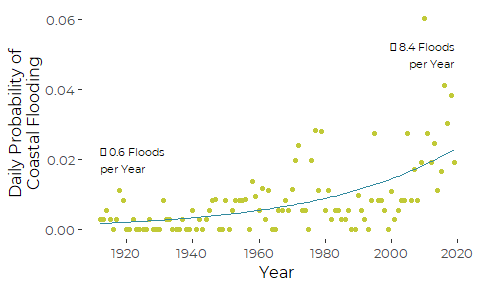 0.06
0.04
0.02
0.00
Daily Probability of
Coastal Flooding
▯ 8.4 Floods
per Year
▯ 0.6 Floods
per Year
1920
1940
1960
1980
2000
2020
Year